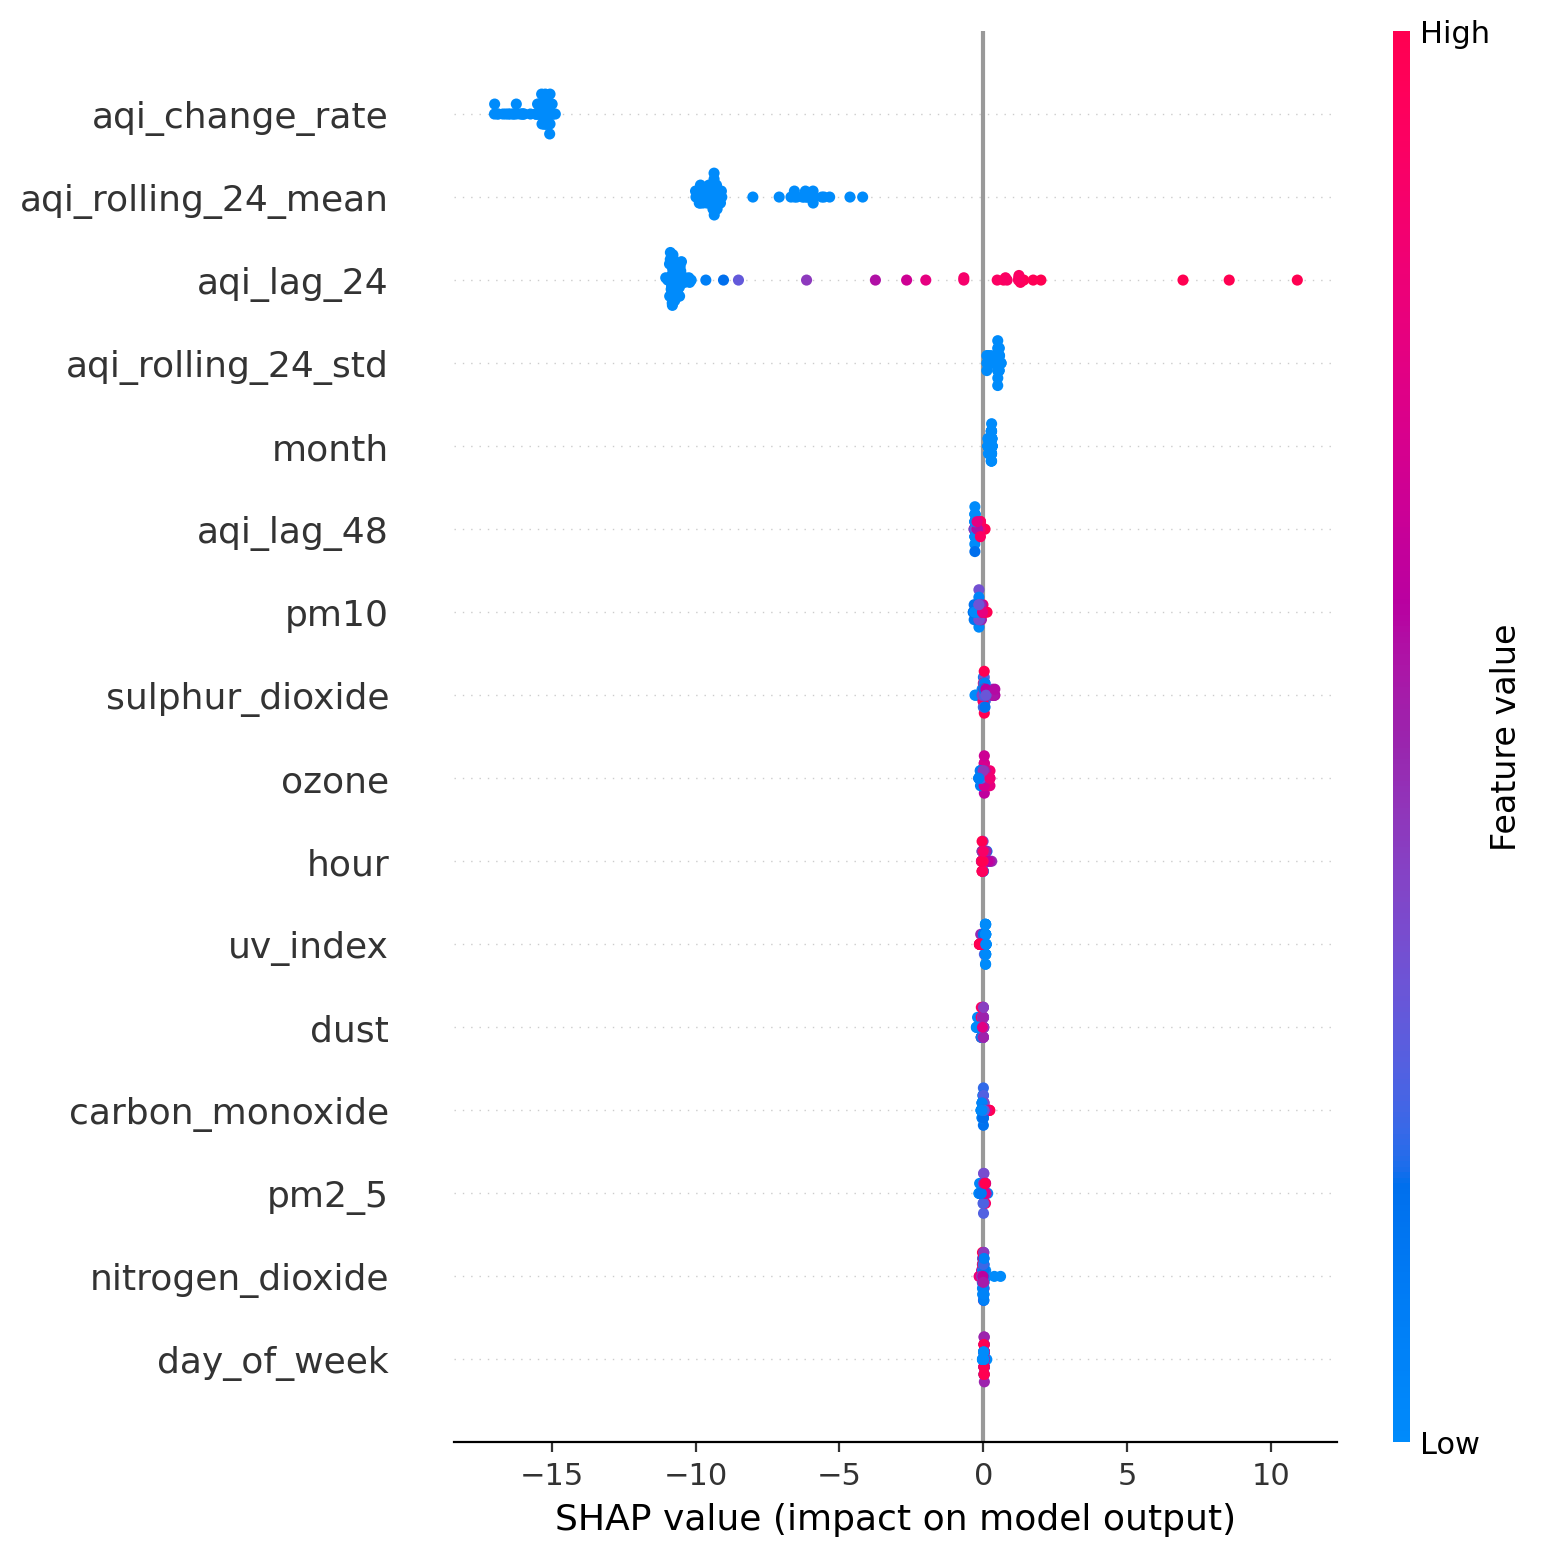 High
aqi_change_rate
aqi_rolling_24_mean
aqi_lag_24
aqi_rolling_24_std
month
aqi_lag_48
pm10
sulphur_dioxide
ozone
hour
uv_index
dust
carbon_monoxide
pm2_5
nitrogen_dioxide
day_of_week
Feature value
Low
−15 −10 −5 0 5 10
SHAP value (impact on model output)